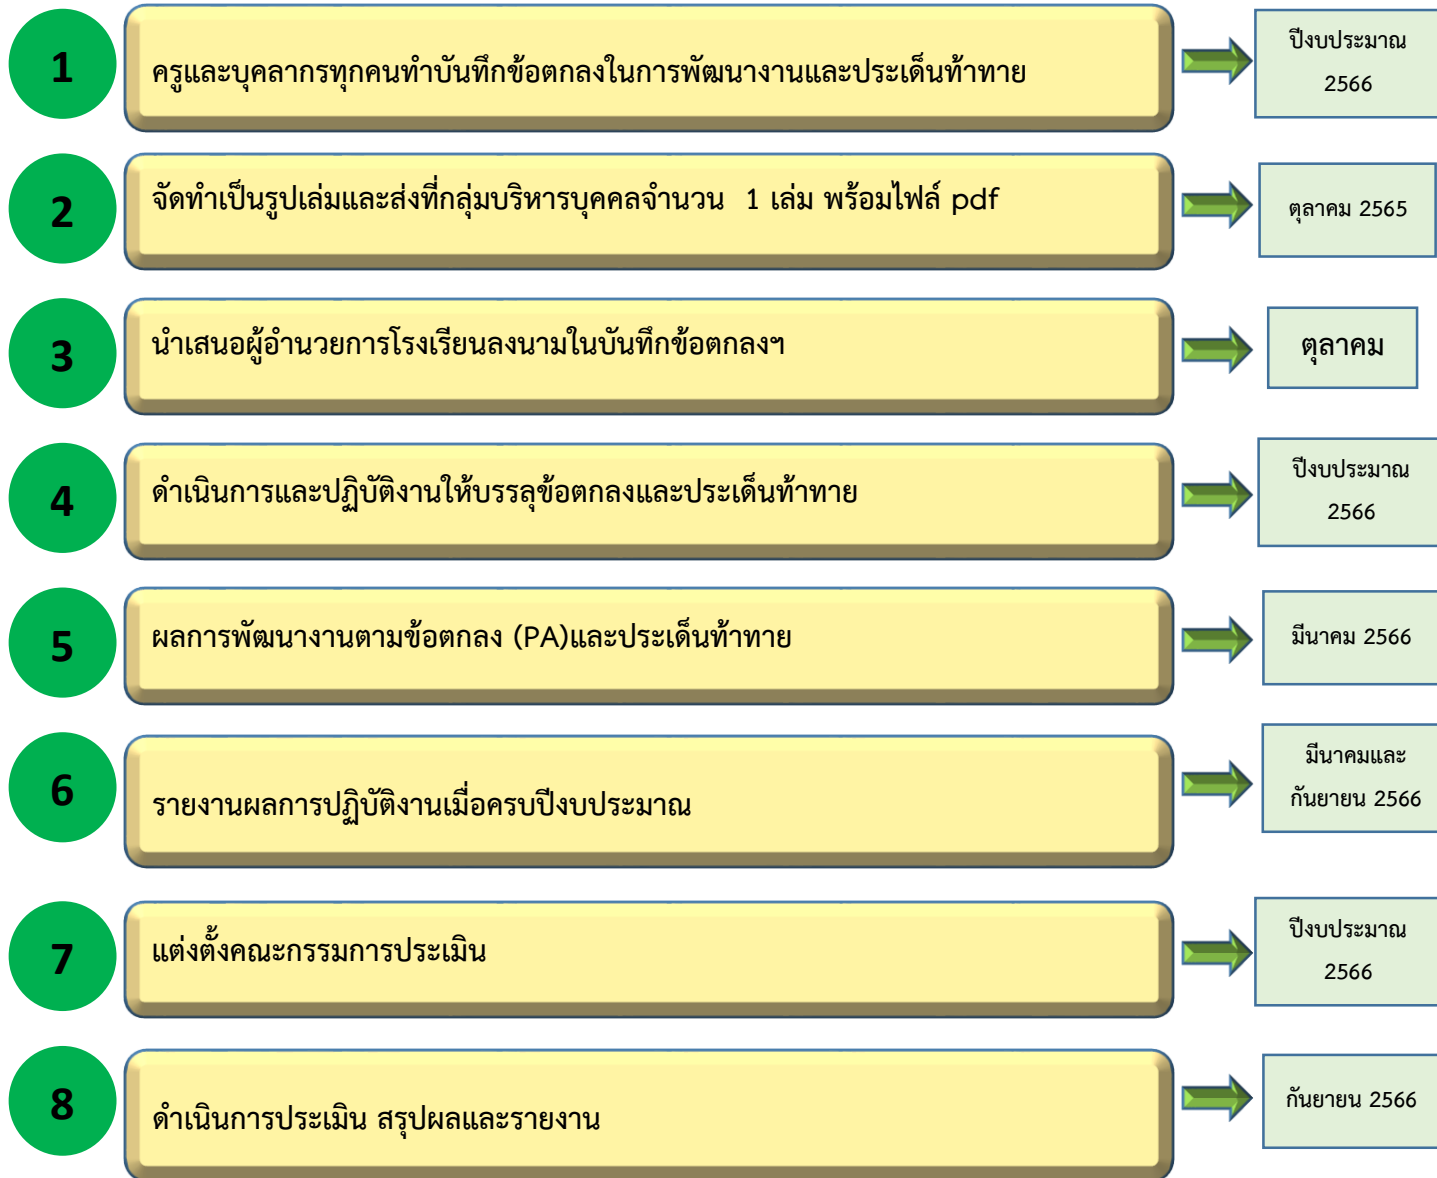 1
ครูและบุคลากรทุกคนทำบันทึกข้อตกลงในการพัฒนางานและประเด็นท้าทาย
ปีงบประมาณ
2566
2
จัดทำเป็นรูปเล่มและส่งที่กลุ่มบริหารบุคคลจำนวน 1 เล่ม พร้อมไฟล์ pdf
ตุลาคม 2565
3
นำเสนอผู้อำนวยการโรงเรียนลงนามในบันทึกข้อตกลงฯ
ตุลาคม
4
ดำเนินการและปฏิบัติงานให้บรรลุข้อตกลงและประเด็นท้าทาย
ปีงบประมาณ
2566
5
ผลการพัฒนางานตามข้อตกลง (PA)และประเด็นท้าทาย
มีนาคม 2566
6
รายงานผลการปฏิบัติงานเมื่อครบปีงบประมาณ
มีนาคมและ
กันยายน 2566
7
แต่งตั้งคณะกรรมการประเมิน
ปีงบประมาณ
2566
8
ดำเนินการประเมิน สรุปผลและรายงาน
กันยายน 2566